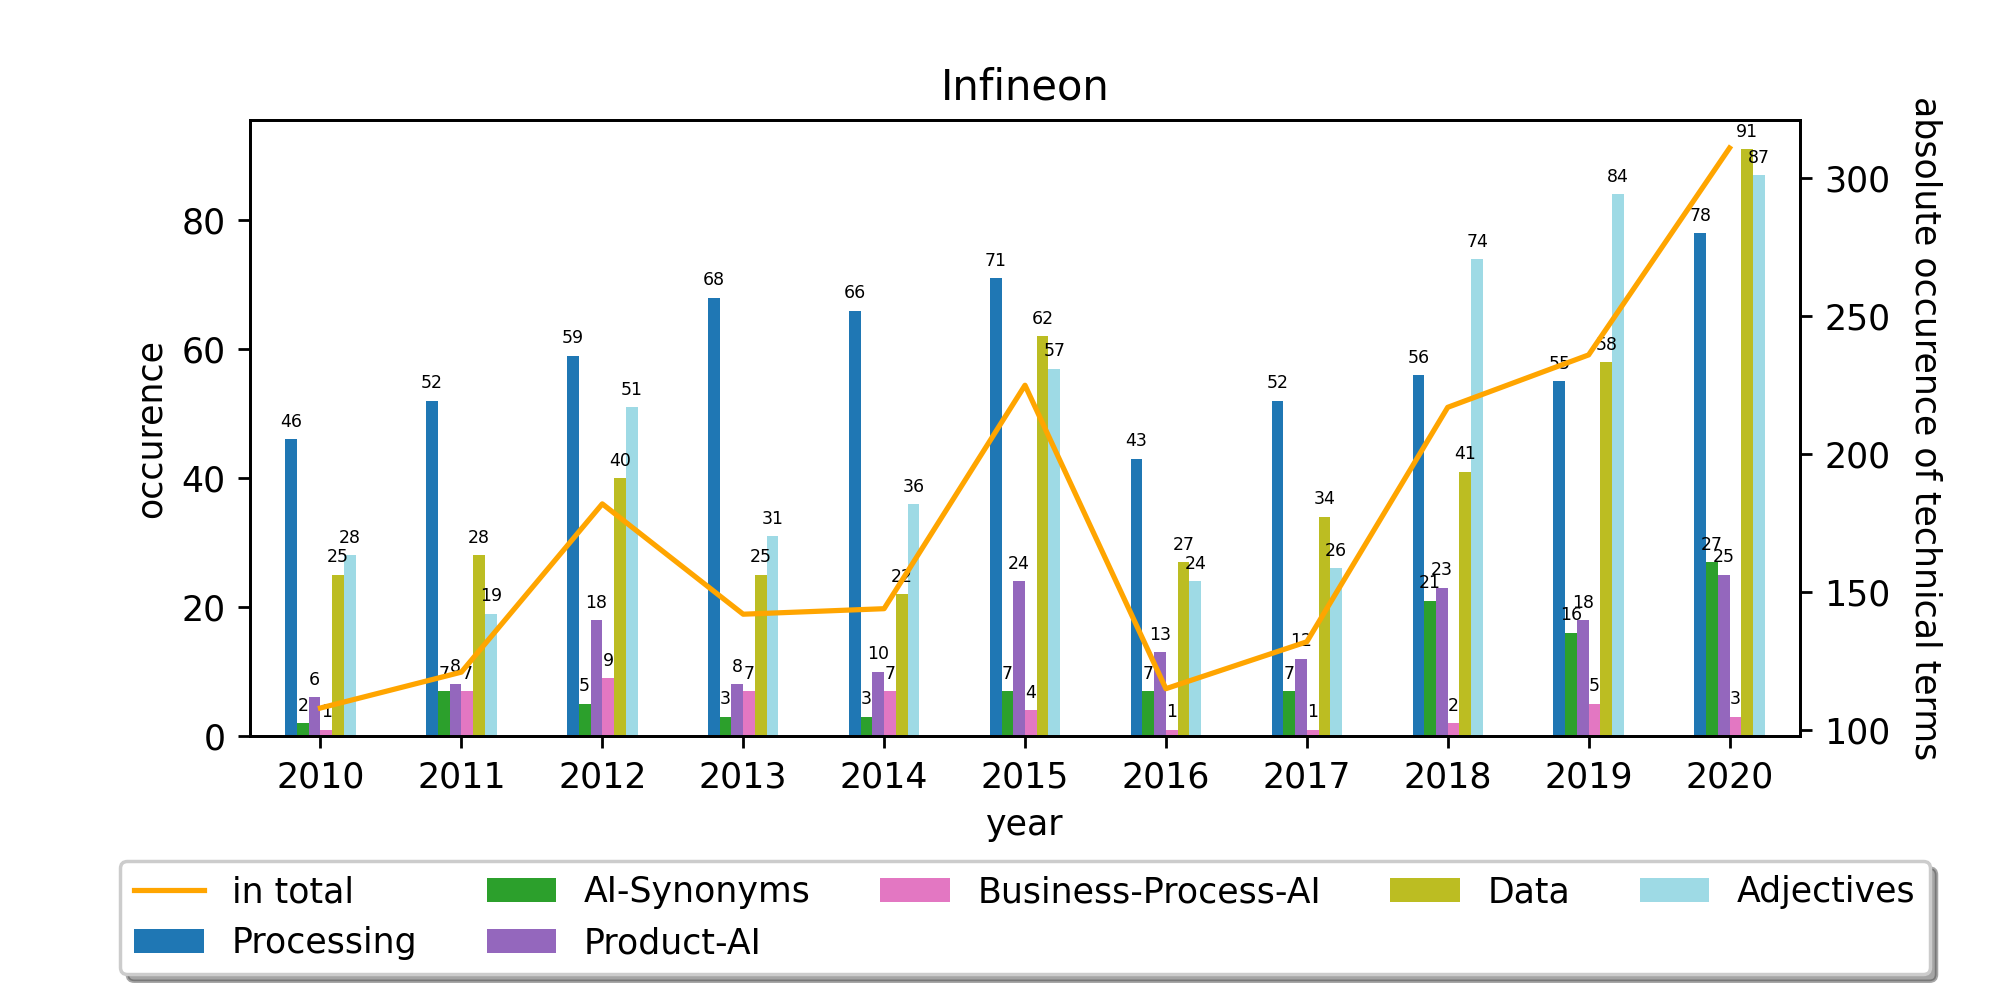 Infineon
occurence
absolute occurence of technical terms
80
60
40
20
0
300
250
200
150
100
46 2 6 1 25 28
52 7 8 7 28 19
59 5 18 9 40 51
68 3 8 7 25 31
66 3 10 7 22 36
71 7 24 4 62 57
43 7 13 1 27 24
52 7 12 1 34 26
56 21 23 2 41 74
55 16 18 5 58 84
78 27 25 3 91 87
2010 2011 2012 2013 2014 2015 2016 2017 2018 2019 2020
year
in total AI-Synonyms Business-Process-AI Data Adjectives
Processing Product-AI